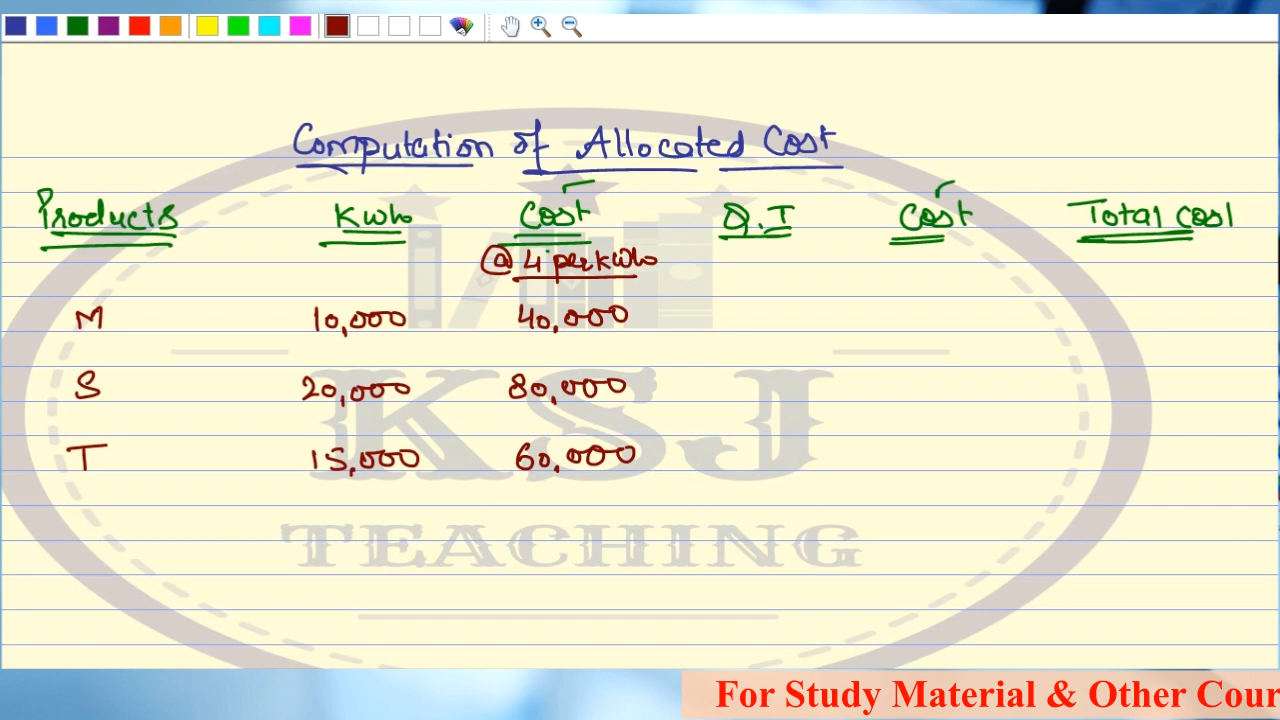 Computation of Allocated Cost
Products Kwh Cost Q.I Cost Total cost
@ 4 per kwh
M 10,000 40,000
S 20,000 80,000
T 15,000 60,000
KSJ
TEACHING
For Study Material & Other Cour